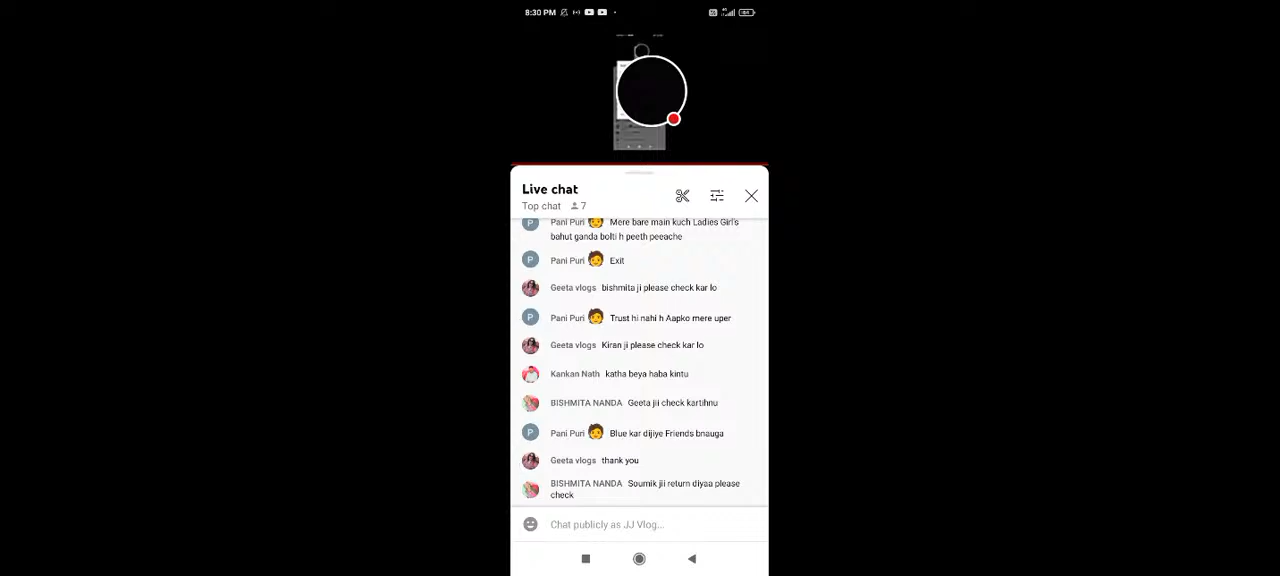 8:30 PM
Live chat
Top chat 7
Pani Puri Mere bare main kuch Ladies Girl's
bahut ganda bolti h peeth peeache
P Pani Puri Exit
Geeta vlogs bishmita ji please check kar lo
P Pani Puri Trust hi nahi h Aapko mere uper
Geeta vlogs Kiran ji please check kar lo
Kankan Nath katha beya haba kintu
BISHMITA NANDA Geeta jii check kartihnu
P Pani Puri Blue kar dijiye Friends bnauga
Geeta vlogs thank you
BISHMITA NANDA Soumik jii return diyaa please
check
Chat publicly as JJ Vlog...